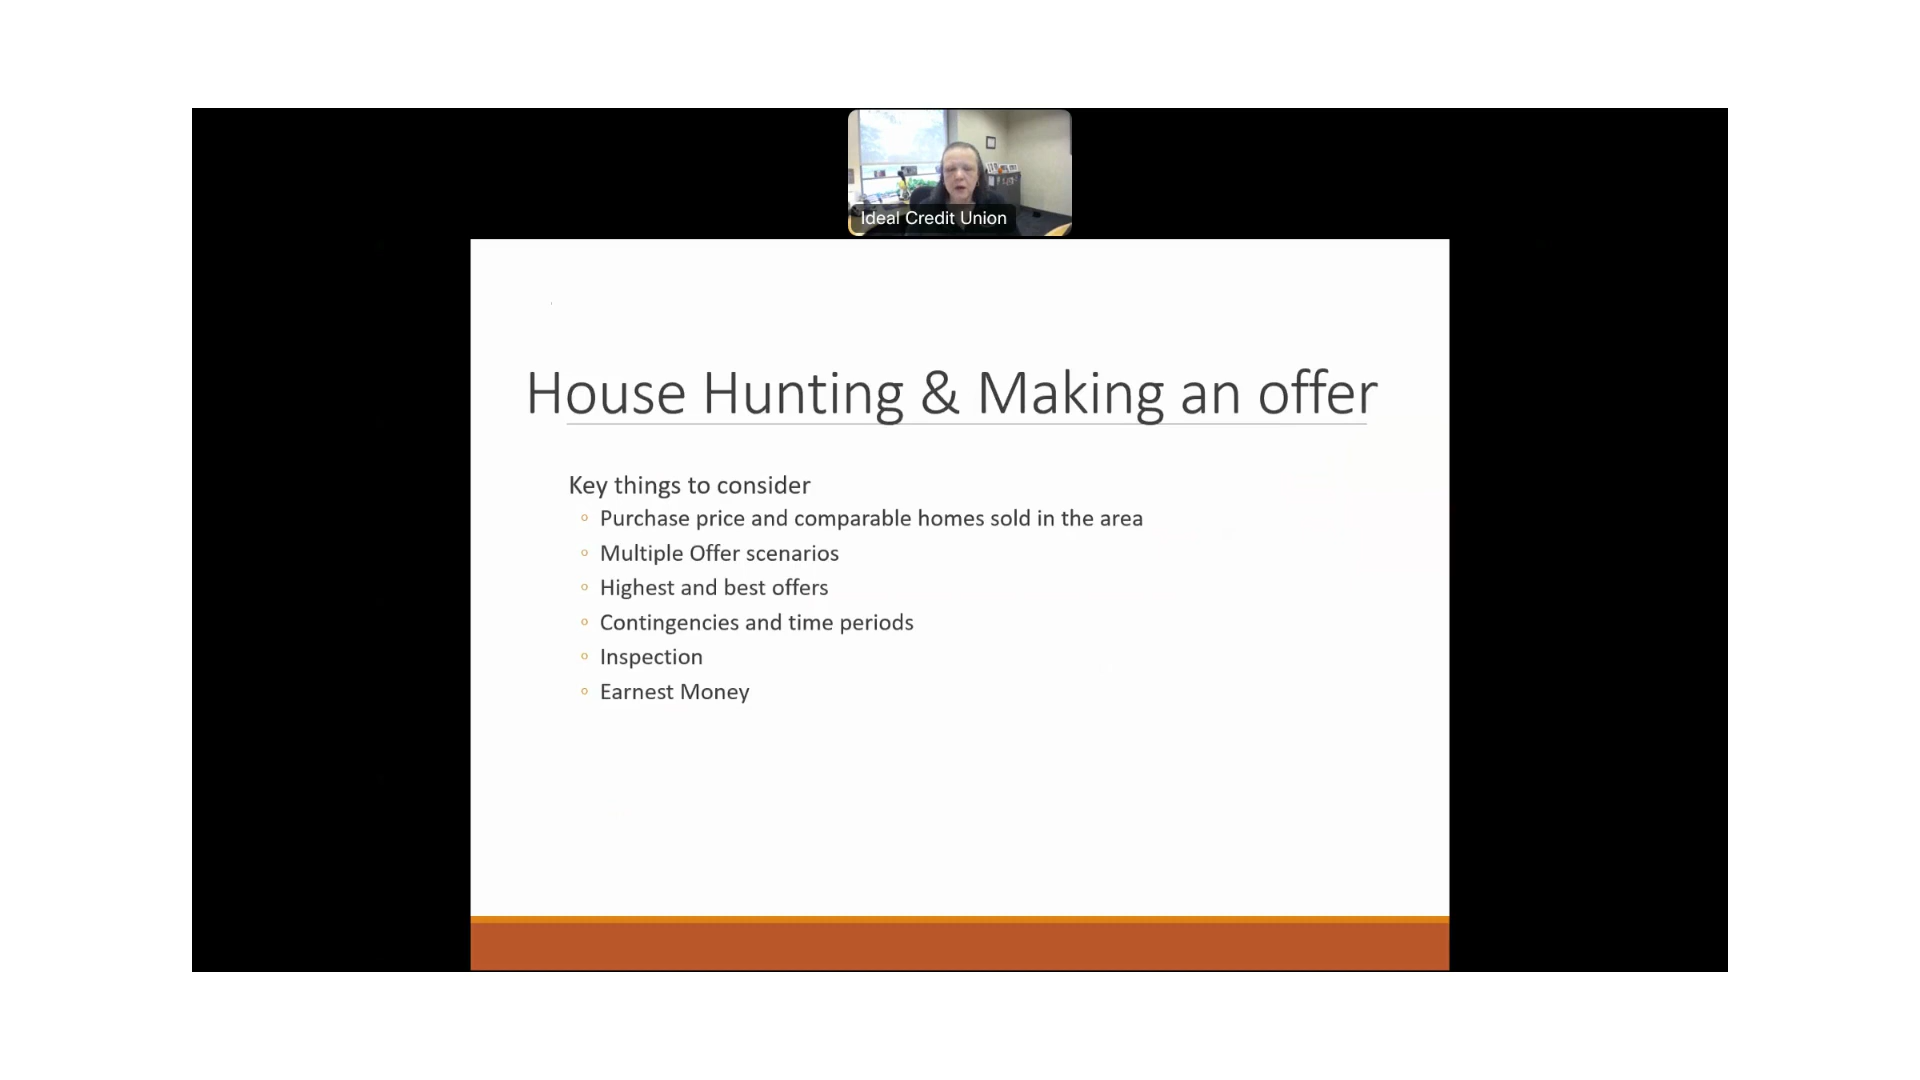 Ideal Credit Union
House Hunting & Making an offer
Key things to consider
Purchase price and comparable homes sold in the area
Multiple Offer scenarios
Highest and best offers
Contingencies and time periods
Inspection
Earnest Money